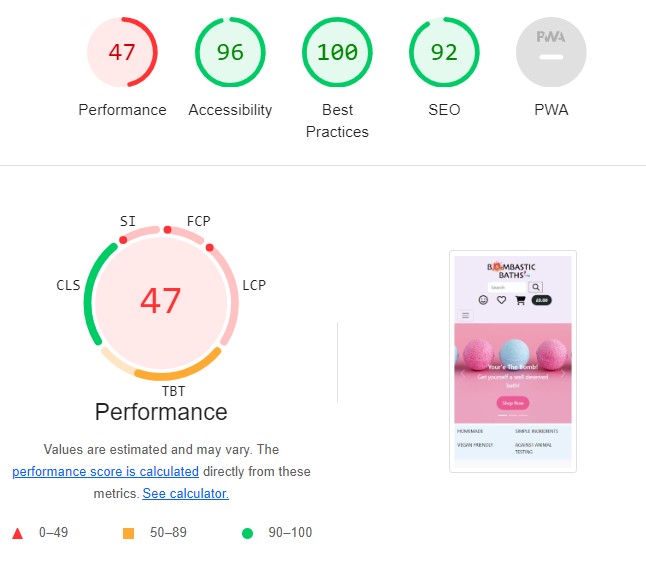 47
96
100
92
PWA
Performance
Accessibility
Best
Practices
SEO
PWA
SI
FCP
CLS
LCP
47
TBT
Performance
Values are estimated and may vary. The
performance score is calculated directly from these
metrics. See calculator.
0–49
50–89
90–100
BOMBASTIC
BATHS
Search
£0.00
You're The Bomb!
Get yourself a well deserved
bath!
Shop Now
HOMEMADE
SIMPLE INGREDIENTS
VEGAN FRIENDLY
AGAINST ANIMAL
TESTING